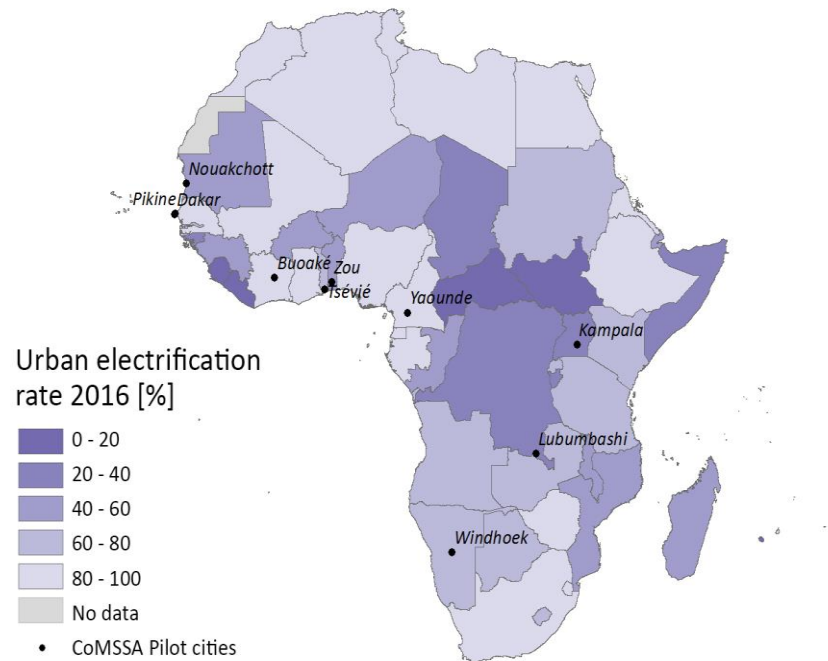 Nouakchott
PikineDakar
Buoaké
Zou
Tsévié
Yaounde
Kampala
Lubumbashi
Windhoek
Urban electrification
rate 2016 [%]
0 - 20
20 - 40
40 - 60
60 - 80
80 - 100
No data
CoMSSA Pilot cities